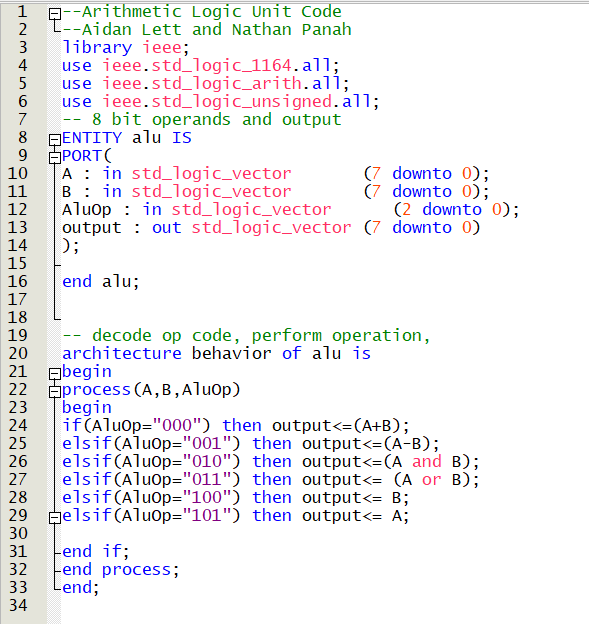 1 --Arithmetic Logic Unit Code
2 --Aidan Lett and Nathan Panah
3 library ieee;
4 use ieee.std_logic_1164.all;
5 use ieee.std_logic_arith.all;
6 use ieee.std_logic_unsigned.all;
7 -- 8 bit operands and output
8 ENTITY alu IS
9 PORT(
10 A : in std_logic_vector (7 downto 0);
11 B : in std_logic_vector (7 downto 0);
12 AluOp : in std_logic_vector (2 downto 0);
13 output : out std_logic_vector (7 downto 0)
14 );
15
16 end alu;
17
18
19 -- decode op code, perform operation,
20 architecture behavior of alu is
21 begin
22 process(A,B,AluOp)
23 begin
24 if(AluOp="000") then output<=(A+B);
25 elsif(AluOp="001") then output<=(A-B);
26 elsif(AluOp="010") then output<=(A and B);
27 elsif(AluOp="011") then output<= (A or B);
28 elsif(AluOp="100") then output<= B;
29 elsif(AluOp="101") then output<= A;
30
31 end if;
32 end process;
33 end;
34